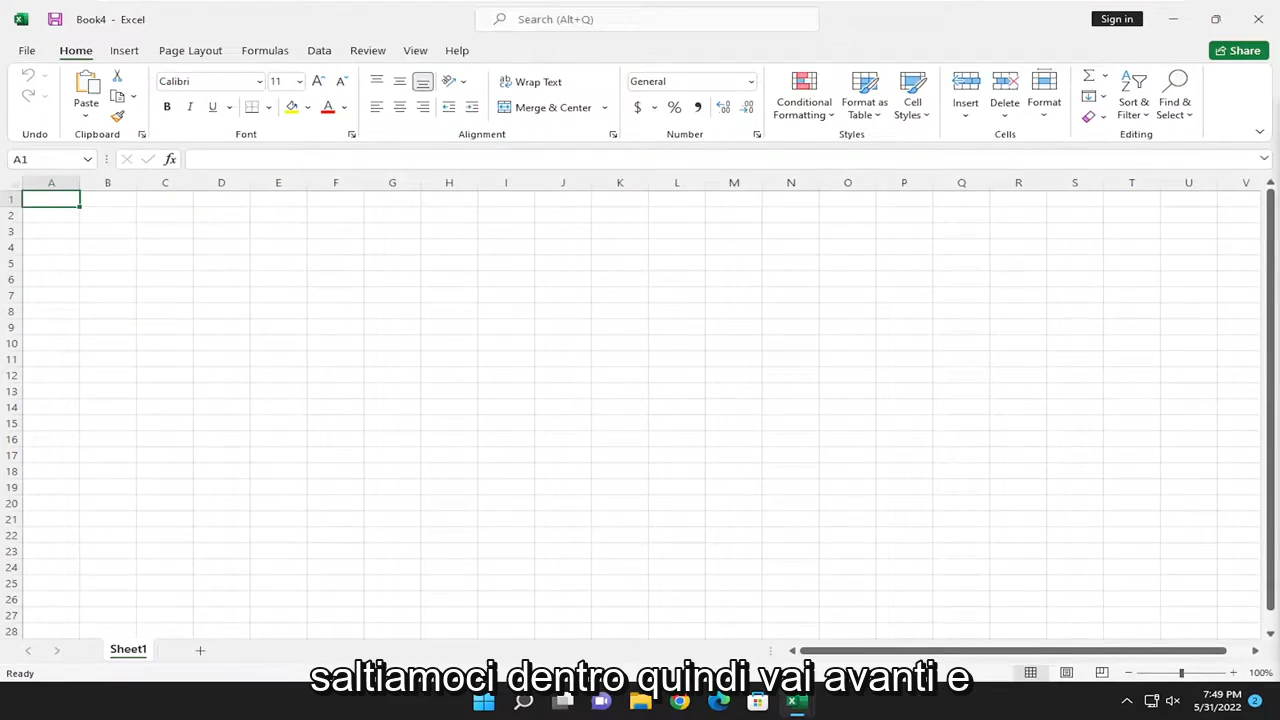 Book4 - Excel
Search (Alt+Q)
Sign in
File Home Insert Page Layout Formulas Data Review View Help
Share
Calibri 11
Wrap Text
General
Paste
B I U
Merge & Center
$ % 9
Conditional Formatting
Format as Table
Cell Styles
Insert
Delete
Format
Sort & Filter
Find & Select
Undo Clipboard Font Alignment Number Styles Cells Editing
A1 fx
A B C D E F G H I J K L M N O P Q R S T U V
1
2
3
4
5
6
7
8
9
10
11
12
13
14
15
16
17
18
19
20
21
22
23
24
25
26
27
28
Sheet1
Ready
100%
saltiamoci dentro quindi vai avanti e
7:49 PM
5/31/2022
2